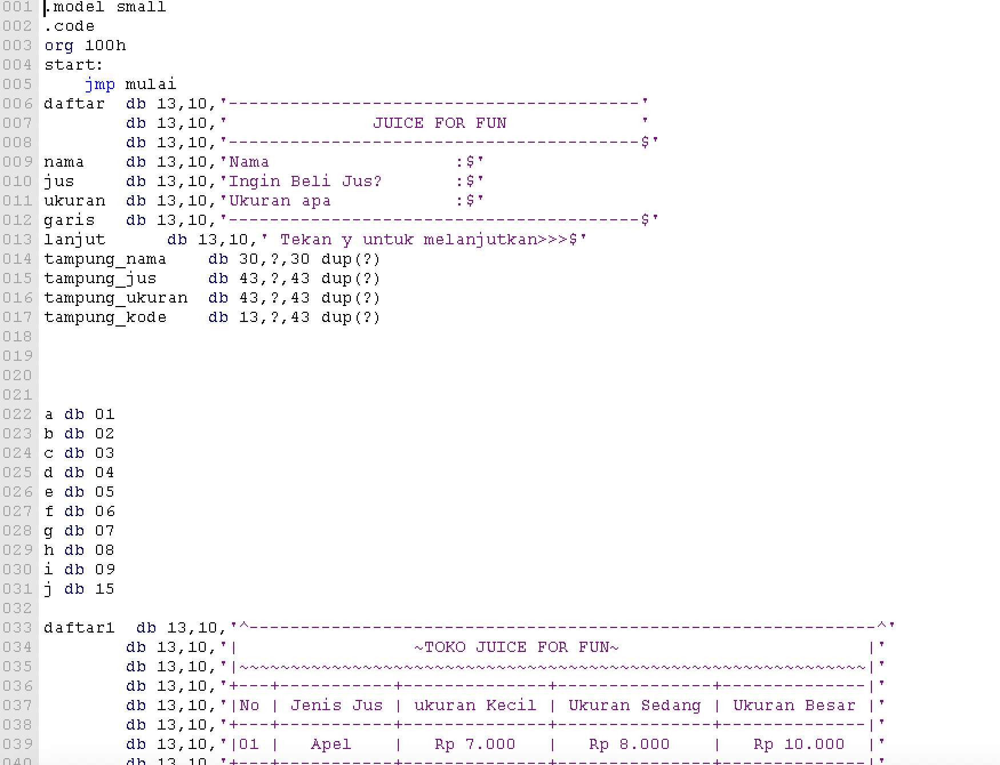 001 .model small
002 .code
003 org 100h
004 start:
005     jmp mulai
006 daftar  db 13,10,'----------------------------------------'
007         db 13,10,'              JUICE FOR FUN             '
008         db 13,10,'----------------------------------------$'
009 nama    db 13,10,'Nama                  :$'
010 jus     db 13,10,'Ingin Beli Jus?       :$'
011 ukuran  db 13,10,'Ukuran apa            :$'
012 garis   db 13,10,'----------------------------------------$'
013 lanjut      db 13,10,' Tekan y untuk melanjutkan>>>$'
014 tampung_nama    db 30,?,30 dup(?)
015 tampung_jus     db 43,?,43 dup(?)
016 tampung_ukuran  db 43,?,43 dup(?)
017 tampung_kode    db 13,?,43 dup(?)
018
019
020
021
022 a db 01
023 b db 02
024 c db 03
025 d db 04
026 e db 05
027 f db 06
028 g db 07
029 h db 08
030 i db 09
031 j db 15
032
033 daftar1  db 13,10,'^-------------------------------------------------------------^'
034         db 13,10,'|                 ~TOKO JUICE FOR FUN~                        |'
035         db 13,10,'|~~~~~~~~~~~~~~~~~~~~~~~~~~~~~~~~~~~~~~~~~~~~~~~~~~~~~~~~~~~~~|'
036         db 13,10,'+---+-----------+--------------+---------------+--------------|'
037         db 13,10,'|No | Jenis Jus | ukuran Kecil | Ukuran Sedang | Ukuran Besar |'
038         db 13,10,'+---+-----------+--------------+---------------+--------------|'
039         db 13,10,'|01 |   Apel    |   Rp 7.000   |   Rp 8.000    |   Rp 10.000  |'
040         db 13,10,'+---+-----------+--------------+---------------+--------------|'